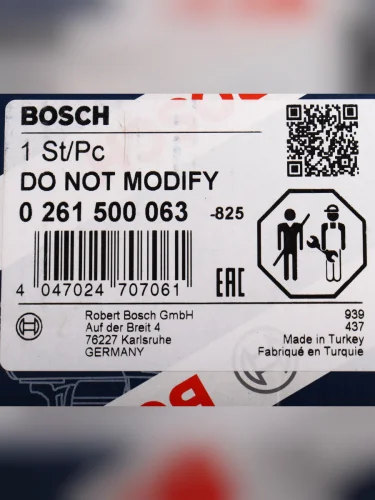 BOSCH
1 St/Pc
DO NOT MODIFY
0 261 500 063 -825
4 047024 707061
EAC
Robert Bosch GmbH
Auf der Breit 4
76227 Karlsruhe
GERMANY
939
437
Made in Turkey
Fabriqué en Turquie